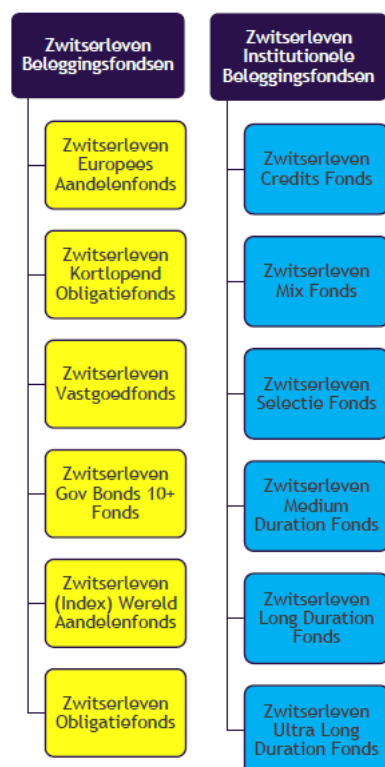 Zwitserleven
Beleggingsfondsen
Zwitserleven
Europees
Aandelenfonds
Zwitserleven
Kortlopend
Obligatiefonds
Zwitserleven
Vastgoedfonds
Zwitserleven
Gov Bonds 10+
Fonds
Zwitserleven
(Index) Wereld
Aandelenfonds
Zwitserleven
Obligatiefonds
Zwitserleven
Institutionele
Beleggingsfondsen
Zwitserleven
Credits Fonds
Zwitserleven
Mix Fonds
Zwitserleven
Selectie Fonds
Zwitserleven
Medium
Duration Fonds
Zwitserleven
Long Duration
Fonds
Zwitserleven
Ultra Long
Duration Fonds